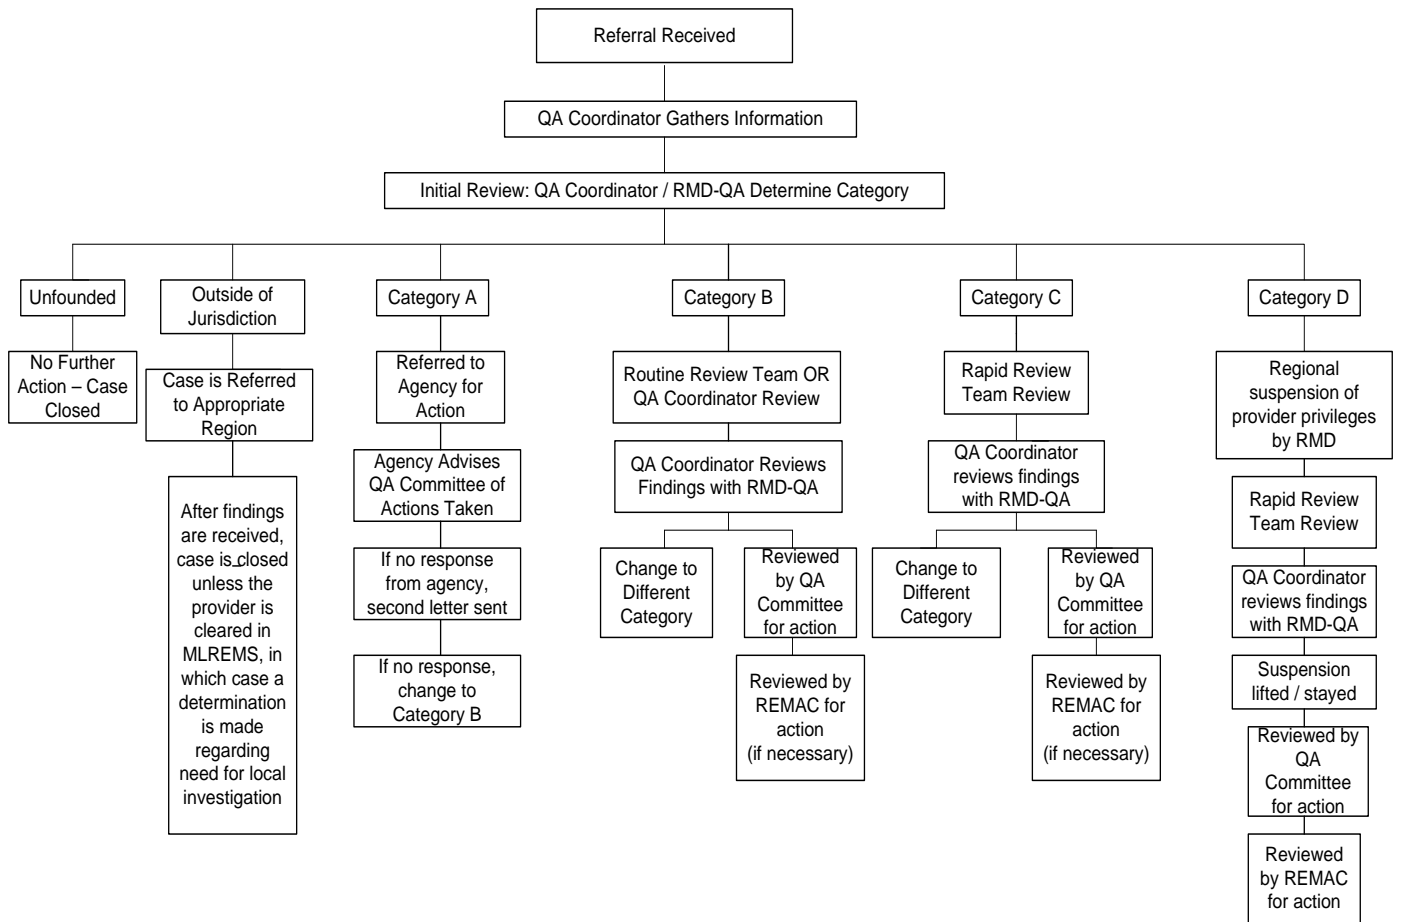 Referral Received
QA Coordinator Gathers Information
Initial Review: QA Coordinator / RMD-QA Determine Category
Unfounded
No Further
Action – Case
Closed
Outside of
Jurisdiction
Case is Referred
to Appropriate
Region
After findings
are received,
case is closed
unless the
provider is
cleared in
MLREMS, in
which case a
determination
is made
regarding
need for local
investigation
Category A
Referred to
Agency for
Action
Agency Advises
QA Committee of
Actions Taken
If no response
from agency,
second letter sent
If no response,
change to
Category B
Category B
Routine Review Team OR
QA Coordinator Review
QA Coordinator Reviews
Findings with RMD-QA
Change to
Different
Category
Reviewed by QA
Committee
for action
Reviewed by
REMAC for
action
(if necessary)
Category C
Rapid Review
Team Review
QA Coordinator
reviews findings
with RMD-QA
Change to
Different
Category
Reviewed by QA
Committee
for action
Reviewed by
REMAC for
action
(if necessary)
Category D
Regional
suspension of
provider privileges
by RMD
Rapid Review
Team Review
QA Coordinator
reviews findings
with RMD-QA
Suspension
lifted / stayed
Reviewed by
QA
Committee
for action
Reviewed
by REMAC
for action